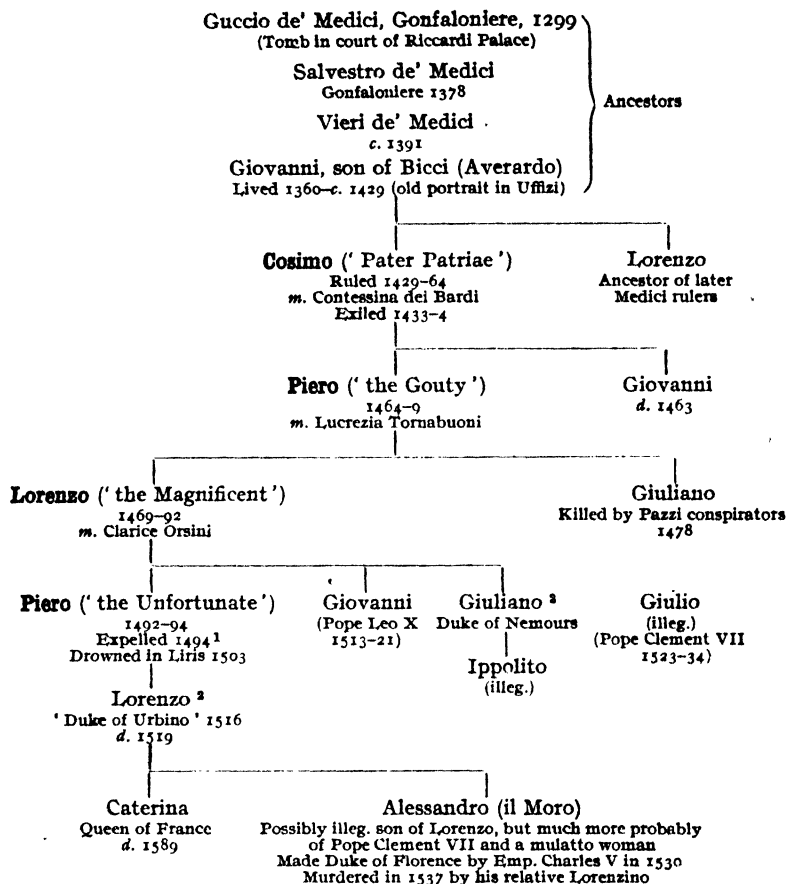 Guccio de' Medici, Gonfaloniere, 1299
(Tomb in court of Riccardi Palace)
Salvestro de' Medici
Gonfaloniere 1378
Vieri de' Medici
c. 1391
Giovanni, son of Bicci (Averardo)
Lived 1360–c. 1429 (old portrait in Uffizi)
Ancestors
Cosimo (' Pater Patriae ')
Ruled 1429–64
m. Contessina dei Bardi
Exiled 1433–4
Lorenzo
Ancestor of later
Medici rulers
Piero (' the Gouty ')
1464–9
m. Lucrezia Tornabuoni
Giovanni
d. 1463
Lorenzo (' the Magnificent ')
1469–92
m. Clarice Orsini
Giuliano
Killed by Pazzi conspirators
1478
Piero (' the Unfortunate ')
1492–94
Expelled 1494¹
Drowned in Liris 1503
Giovanni
(Pope Leo X
1513–21)
Giuliano ²
Duke of Nemours
Ippolito
(illeg.)
Giulio
(illeg.)
(Pope Clement VII
1523–34)
Lorenzo ²
' Duke of Urbino ' 1516
d. 1519
Caterina
Queen of France
d. 1589
Alessandro (il Moro)
Possibly illeg. son of Lorenzo, but much more probably
of Pope Clement VII and a mulatto woman
Made Duke of Florence by Emp. Charles V in 1530
Murdered in 1537 by his relative Lorenzino